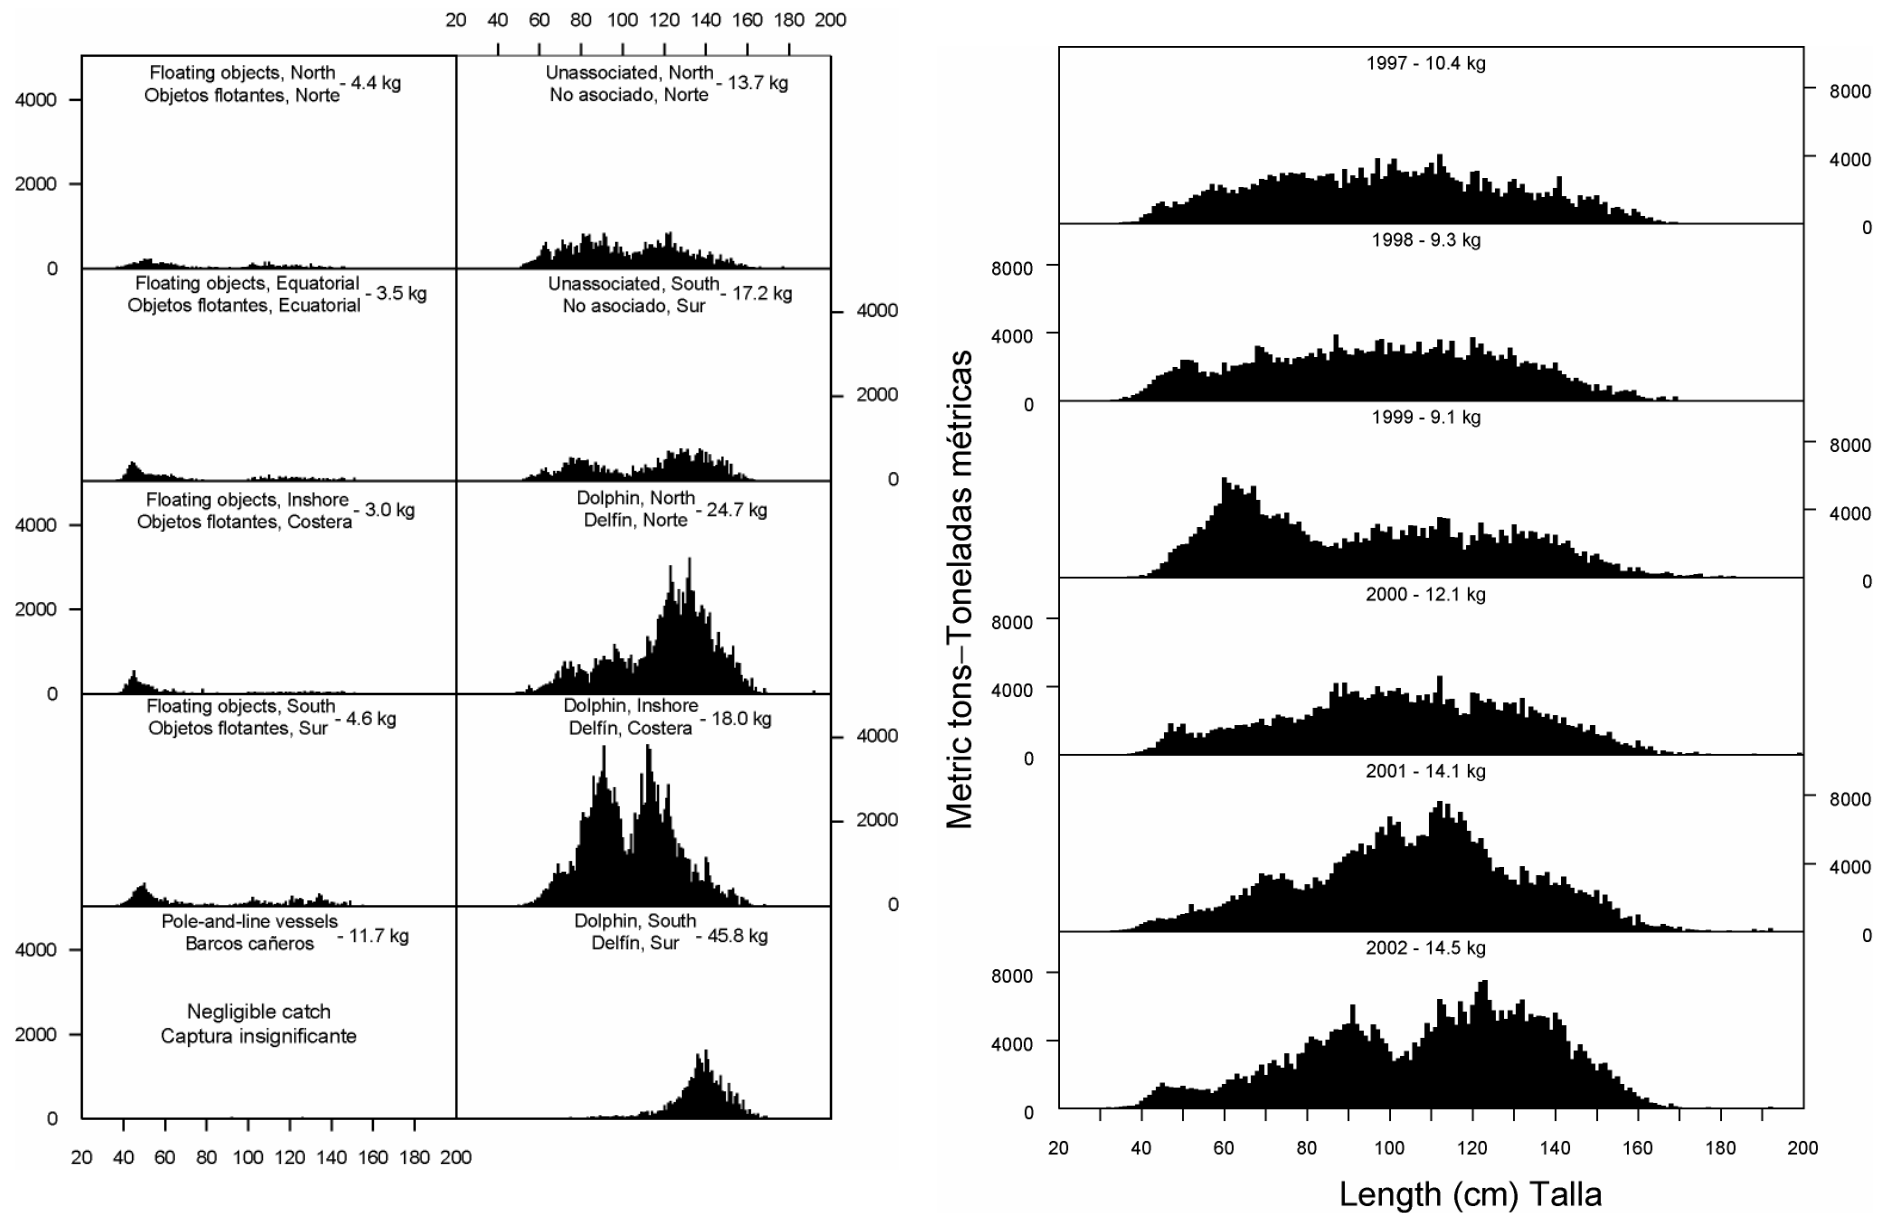 20 40 60 80 100 120 140 160 180 200
Floating objects, North
Objetos flotantes, Norte
- 4.4 kg
Unassociated, North
No asociado, Norte
- 13.7 kg
4000
2000
0
Floating objects, Equatorial
Objetos flotantes, Ecuatorial
- 3.5 kg
Unassociated, South
No asociado, Sur
- 17.2 kg
4000
2000
0
Floating objects, Inshore
Objetos flotantes, Costera
- 3.0 kg
Dolphin, North
Delfín, Norte
- 24.7 kg
4000
2000
0
Floating objects, South
Objetos flotantes, Sur
- 4.6 kg
Dolphin, Inshore
Delfín, Costera
- 18.0 kg
4000
2000
0
Pole-and-line vessels
Barcos cañeros
- 11.7 kg
Negligible catch
Captura insignificante
Dolphin, South
Delfín, Sur
- 45.8 kg
4000
2000
0
20 40 60 80 100 120 140 160 180 200
Metric tons–Toneladas métricas
1997 - 10.4 kg
8000
4000
0
1998 - 9.3 kg
8000
4000
0
1999 - 9.1 kg
8000
4000
0
2000 - 12.1 kg
8000
4000
0
2001 - 14.1 kg
8000
4000
0
2002 - 14.5 kg
8000
4000
0
20 40 60 80 100 120 140 160 180 200
Length (cm) Talla